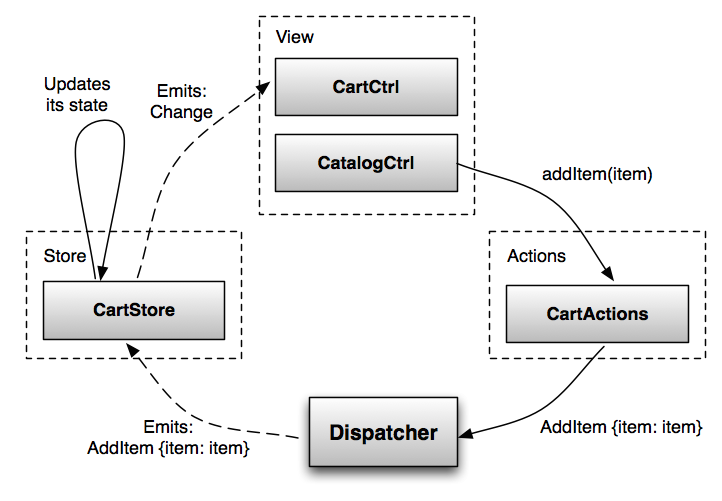 View
CartCtrl
CatalogCtrl
Updates
its state
Emits:
Change
addItem(item)
Store
CartStore
Actions
CartActions
Emits:
AddItem {item: item}
Dispatcher
AddItem {item: item}